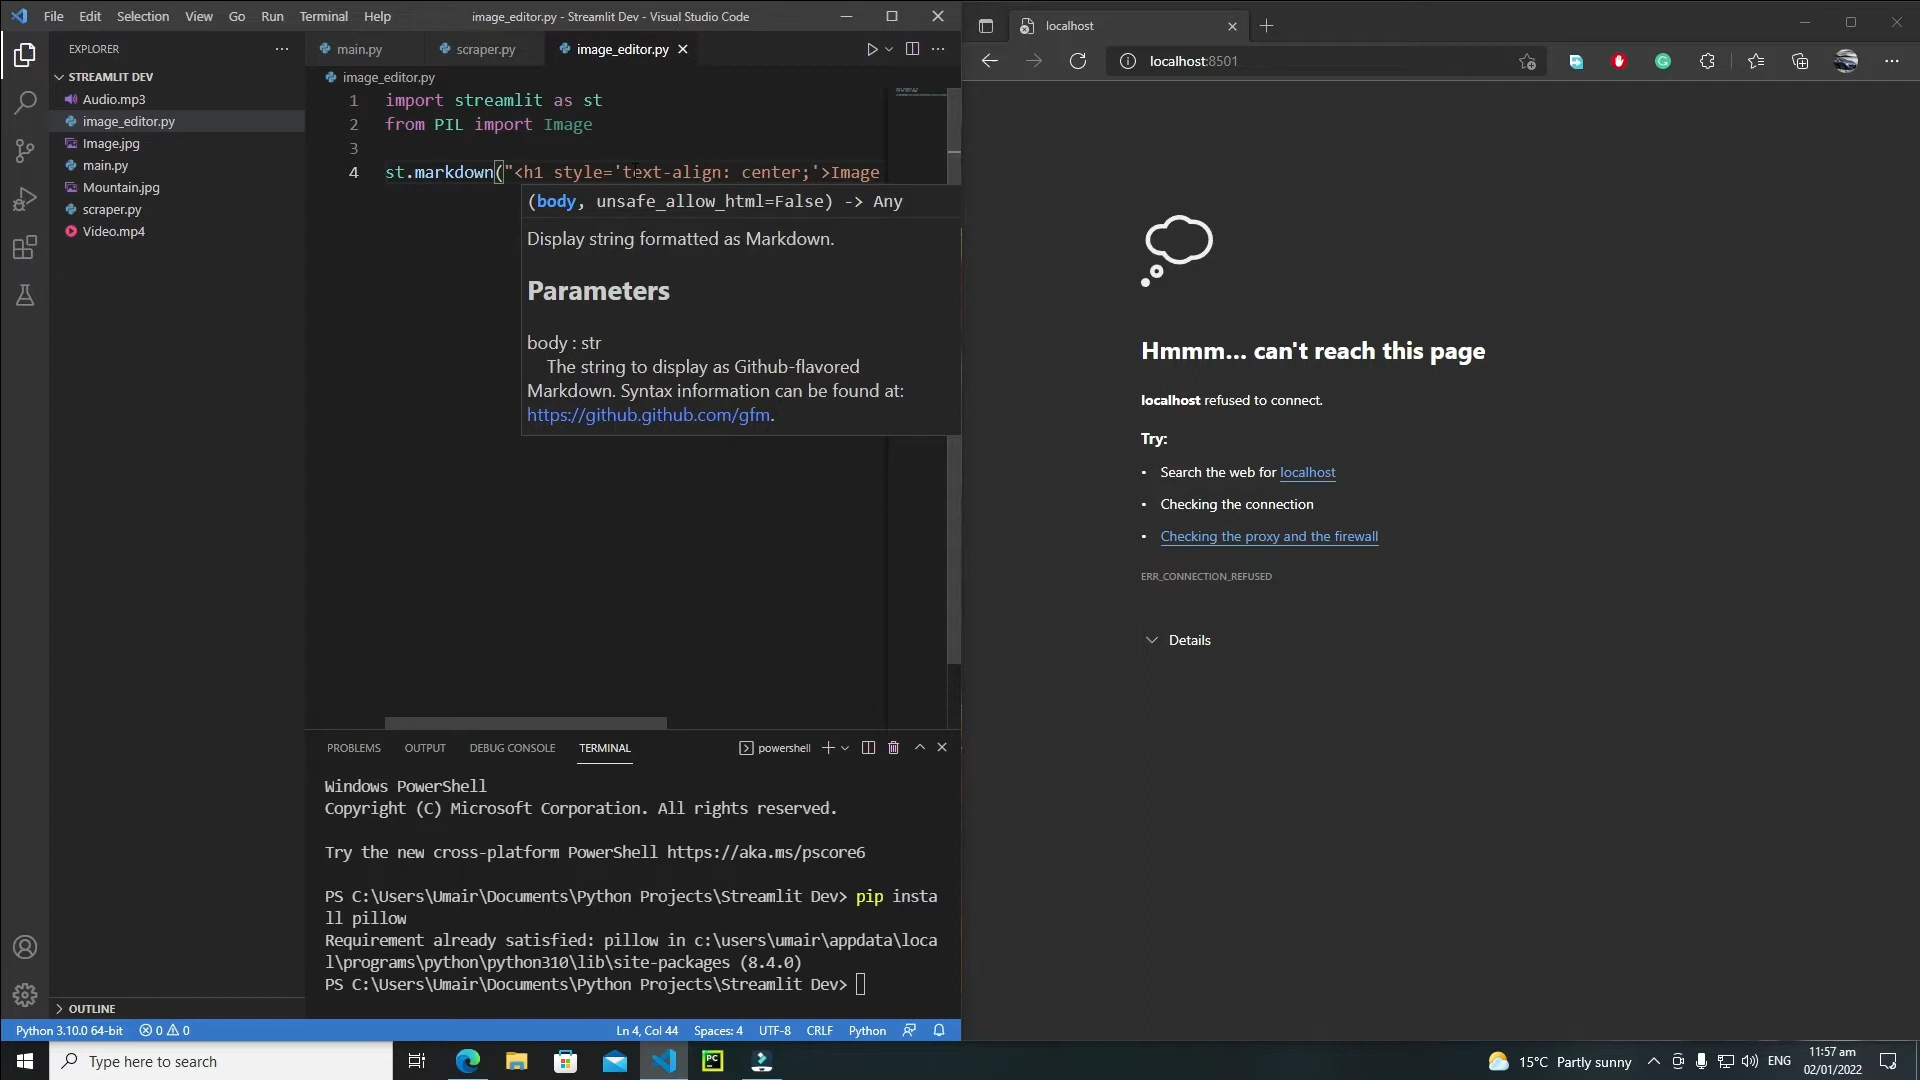 File Edit Selection View Go Run Terminal Help
image_editor.py - Streamlit Dev - Visual Studio Code
EXPLORER
STREAMLIT DEV
Audio.mp3
image_editor.py
Image.jpg
main.py
Mountain.jpg
scraper.py
Video.mp4
OUTLINE
main.py scraper.py image_editor.py
image_editor.py
1 import streamlit as st
2 from PIL import Image
3
4 st.markdown("<h1 style='text-align: center;'>Image
(body, unsafe_allow_html=False) -> Any
Display string formatted as Markdown.
Parameters
body : str
The string to display as Github-flavored
Markdown. Syntax information can be found at:
https://github.github.com/gfm.
PROBLEMS OUTPUT DEBUG CONSOLE TERMINAL
powershell
Windows PowerShell
Copyright (C) Microsoft Corporation. All rights reserved.
Try the new cross-platform PowerShell https://aka.ms/pscore6
PS C:\Users\Umair\Documents\Python Projects\Streamlit Dev> pip insta
ll pillow
Requirement already satisfied: pillow in c:\users\umair\appdata\loca
l\programs\python\python310\lib\site-packages (8.4.0)
PS C:\Users\Umair\Documents\Python Projects\Streamlit Dev>
Python 3.10.0 64-bit 0 0
Ln 4, Col 44 Spaces: 4 UTF-8 CRLF Python
localhost
localhost:8501
Hmmm... can't reach this page
localhost refused to connect.
Try:
• Search the web for localhost
• Checking the connection
• Checking the proxy and the firewall
ERR_CONNECTION_REFUSED
Details
Type here to search
PC
15°C Partly sunny
ENG
11:57 am
02/01/2022